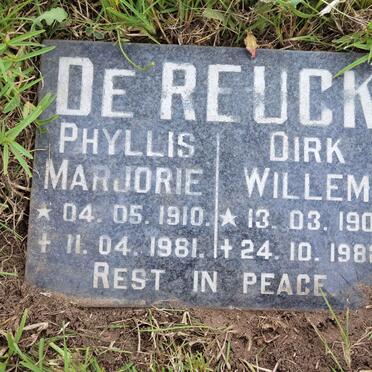 DE REUCK
PHYLLIS
MARJORIE
★ 04. 05. 1910.
+ 11. 04. 1981.
DIRK
WILLEM
★ 13. 03. 190
+ 24. 10. 198
REST IN PEACE